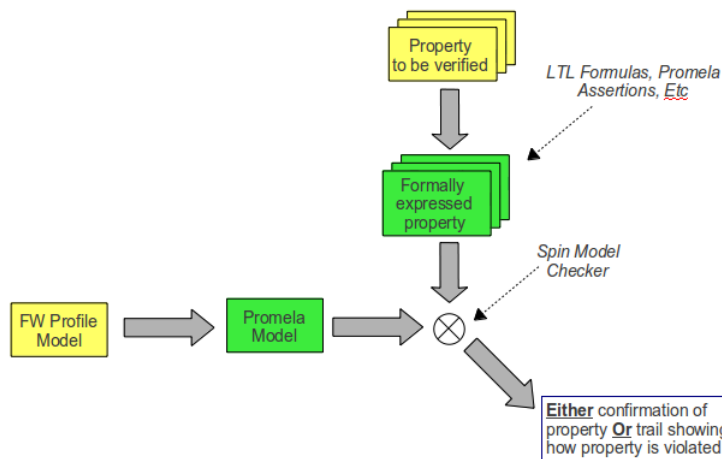 Property
to be verified
LTL Formulas, Promela
Assertions, Etc
Formally
expressed
property
Spin Model
Checker
FW Profile
Model
Promela
Model
Either confirmation of
property Or trail showing
how property is violated